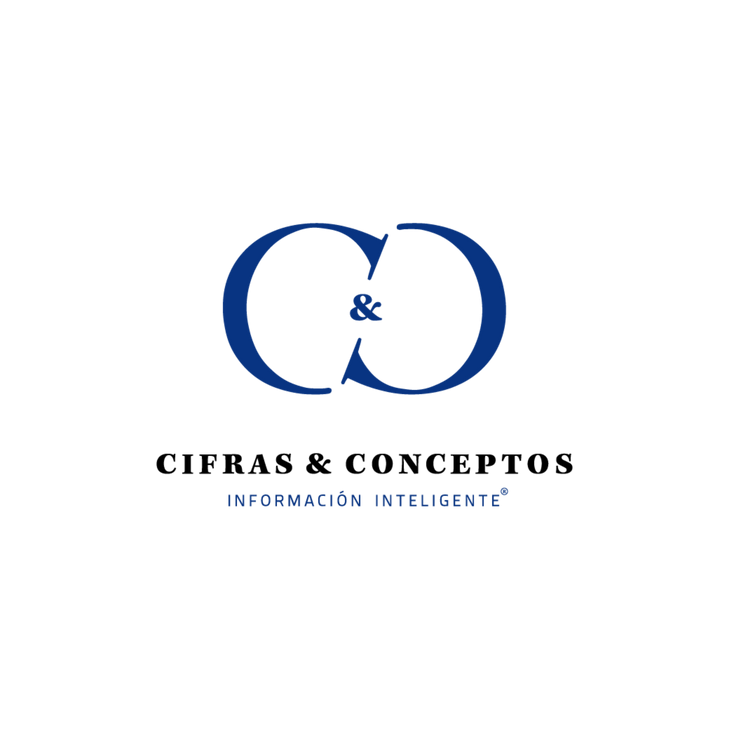 C&C
CIFRAS & CONCEPTOS
INFORMACIÓN INTELIGENTE®